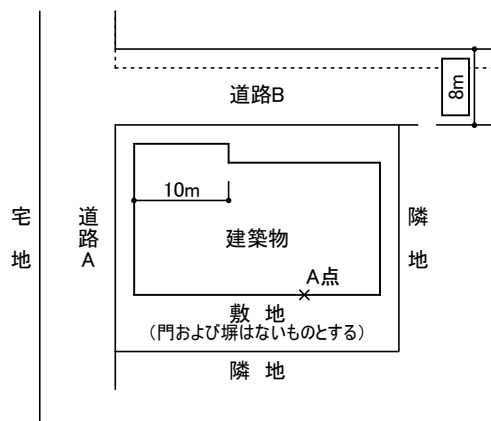 8m
道路B
10m
宅地
道路A
建築物
隣地
A点
敷 地
(門および塀はないものとする)
隣 地